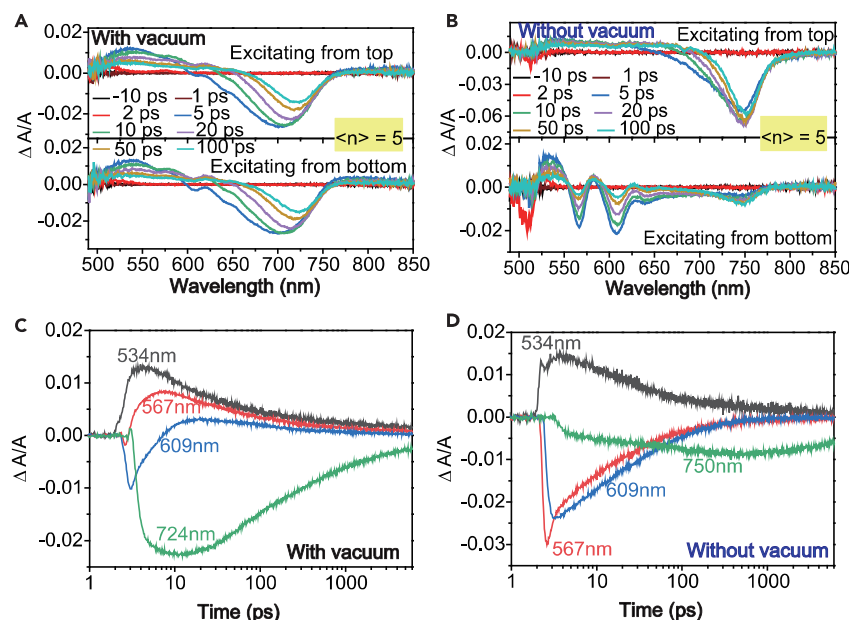 A
With vacuum
Excitating from top
0.02
0.00
-0.02
-10 ps
1 ps
2 ps
5 ps
10 ps
20 ps
50 ps
100 ps
<n> = 5
Excitating from bottom
0.00
-0.02
Δ A/A
500 550 600 650 700 750 800 850
Wavelength (nm)
B
Without vacuum
Excitating from top
0.00
-0.03
-0.06
-10 ps
1 ps
2 ps
5 ps
10 ps
20 ps
50 ps
100 ps
<n> = 5
0.02
0.00
0.02
Excitating from bottom
Δ A/A
500 550 600 650 700 750 800 850
Wavelength (nm)
C
0.02
0.01
0.00
-0.01
-0.02
Δ A/A
534nm
567nm
609nm
724nm
With vacuum
1 10 100 1000
Time (ps)
D
0.02
0.01
0.00
-0.01
-0.02
-0.03
Δ A/A
534nm
750nm
609nm
567nm
Without vacuum
1 10 100 1000
Time (ps)